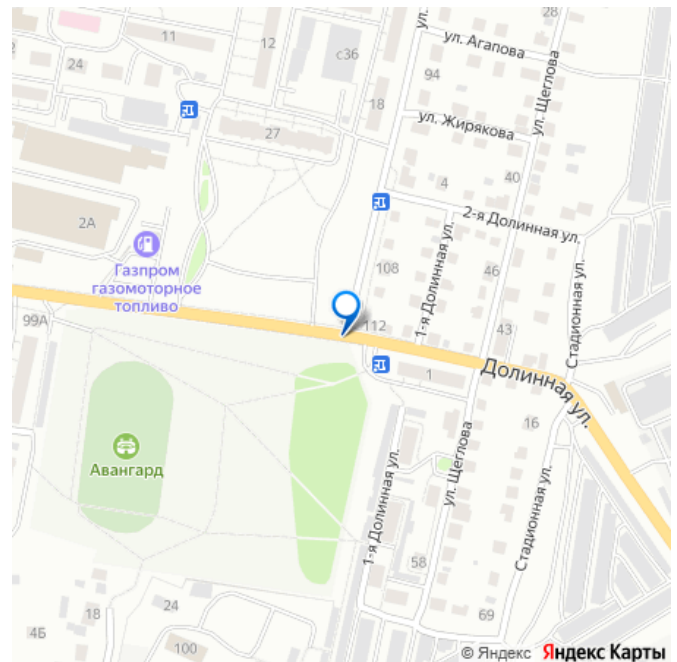 28
ул.
ул. Агапова
11
12
с36
24
94
18
ул. Щеглова
ул. Жирякова
27
4
40
2А
2-я Долинная ул.
Газпром
газомоторное
топливо
108
1-я Долинная ул.
46
99А
112
43
Стадионная ул.
Долинная ул.
1
16
Авангард
ул. Щеглова
1-я Долинная ул.
Стадионная ул.
58
24
18
4Б
69
100
© Яндекс Яндекс Карты